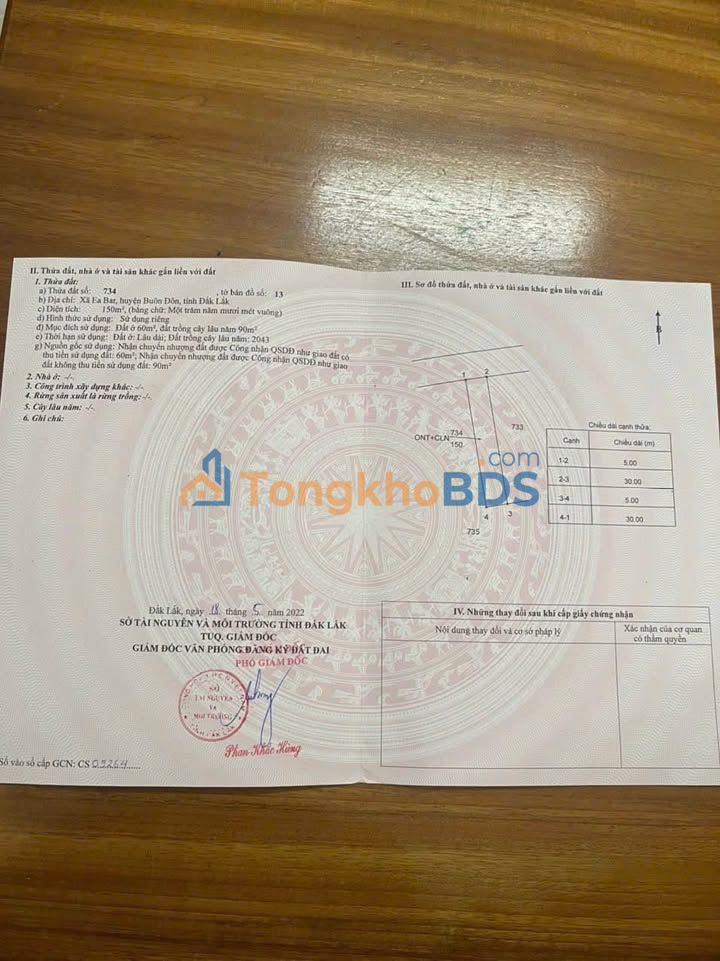 II. Thửa đất, nhà ở và tài sản khác gắn liền với đất
1. Thửa đất:
a) Thửa đất số: 734 , tờ bản đồ số: 13
b) Địa chỉ: Xã Ea Bar, huyện Buôn Đôn, tỉnh Đắk Lắk
c) Diện tích: 150m², (bằng chữ: Một trăm năm mươi mét vuông)
d) Hình thức sử dụng: Sử dụng riêng
đ) Mục đích sử dụng: Đất ở 60m², đất trồng cây lâu năm 90m²
e) Thời hạn sử dụng: Đất ở: Lâu dài; Đất trồng cây lâu năm: 2043
g) Nguồn gốc sử dụng: Nhận chuyển nhượng đất được Công nhận QSDĐ như giao đất có
thu tiền sử dụng đất: 60m²; Nhận chuyển nhượng đất được Công nhận QSDĐ như giao
đất không thu tiền sử dụng đất: 90m²
2. Nhà ở: -/-
3. Công trình xây dựng khác: -/-
4. Rừng sản xuất là rừng trồng: -/-
5. Cây lâu năm: -/-
6. Ghi chú:
Đắk Lắk, ngày 18 tháng 5 năm 2022
SỞ TÀI NGUYÊN VÀ MÔI TRƯỜNG TỈNH ĐẮK LẮK
TUQ. GIÁM ĐỐC
GIÁM ĐỐC VĂN PHÒNG ĐĂNG KÝ ĐẤT ĐAI
PHÓ GIÁM ĐỐC
SỞ
TÀI NGUYÊN
VÀ
MÔI TRƯỜNG
TỈNH ĐẮK LẮK
Phan Khắc Hùng
Số vào sổ cấp GCN: CS 05264
III. Sơ đồ thửa đất, nhà ở và tài sản khác gắn liền với đất
B
1 2
733
ONT+CLN 734
150
4 3
735
Chiều dài cạnh thửa:
Cạnh Chiều dài (m)
1-2 5.00
2-3 30.00
3-4 5.00
4-1 30.00
TongkhoBDS.com
IV. Những thay đổi sau khi cấp giấy chứng nhận
Nội dung thay đổi và cơ sở pháp lý
Xác nhận của cơ quan
có thẩm quyền